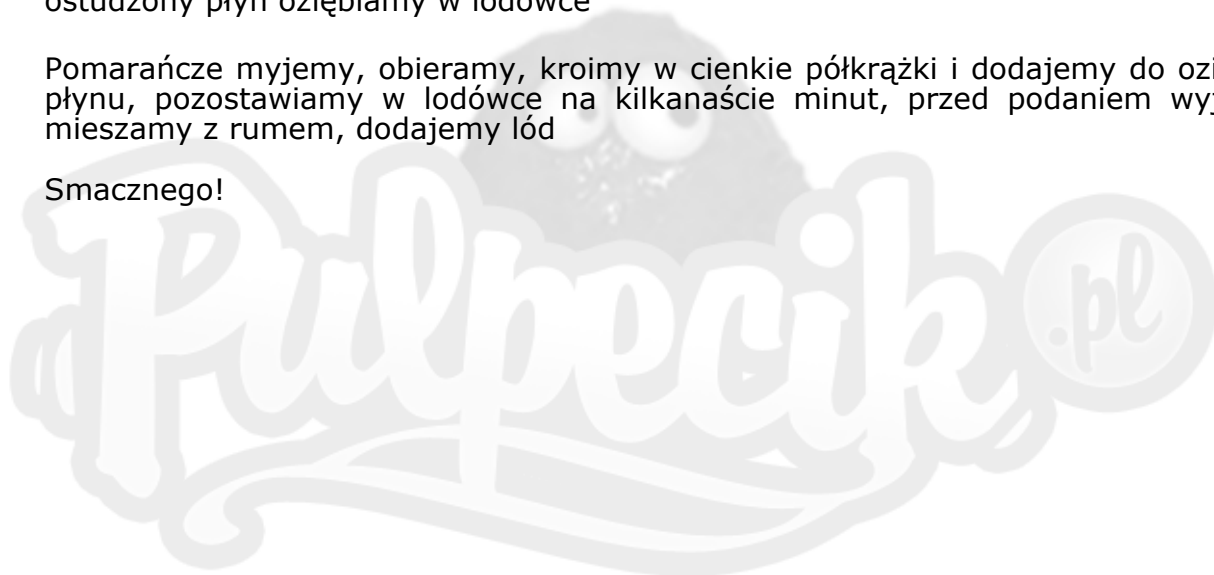 ostudzony płyn oziębiamy w lodówce
Pomarańcze myjemy, obieramy, kroimy w cienkie półkrążki i dodajemy do
płynu, pozostawiamy w lodówce na kilkanaście minut, przed podaniem
mieszamy z rumem, dodajemy lód
Smacznego!
Pulpecik.pl